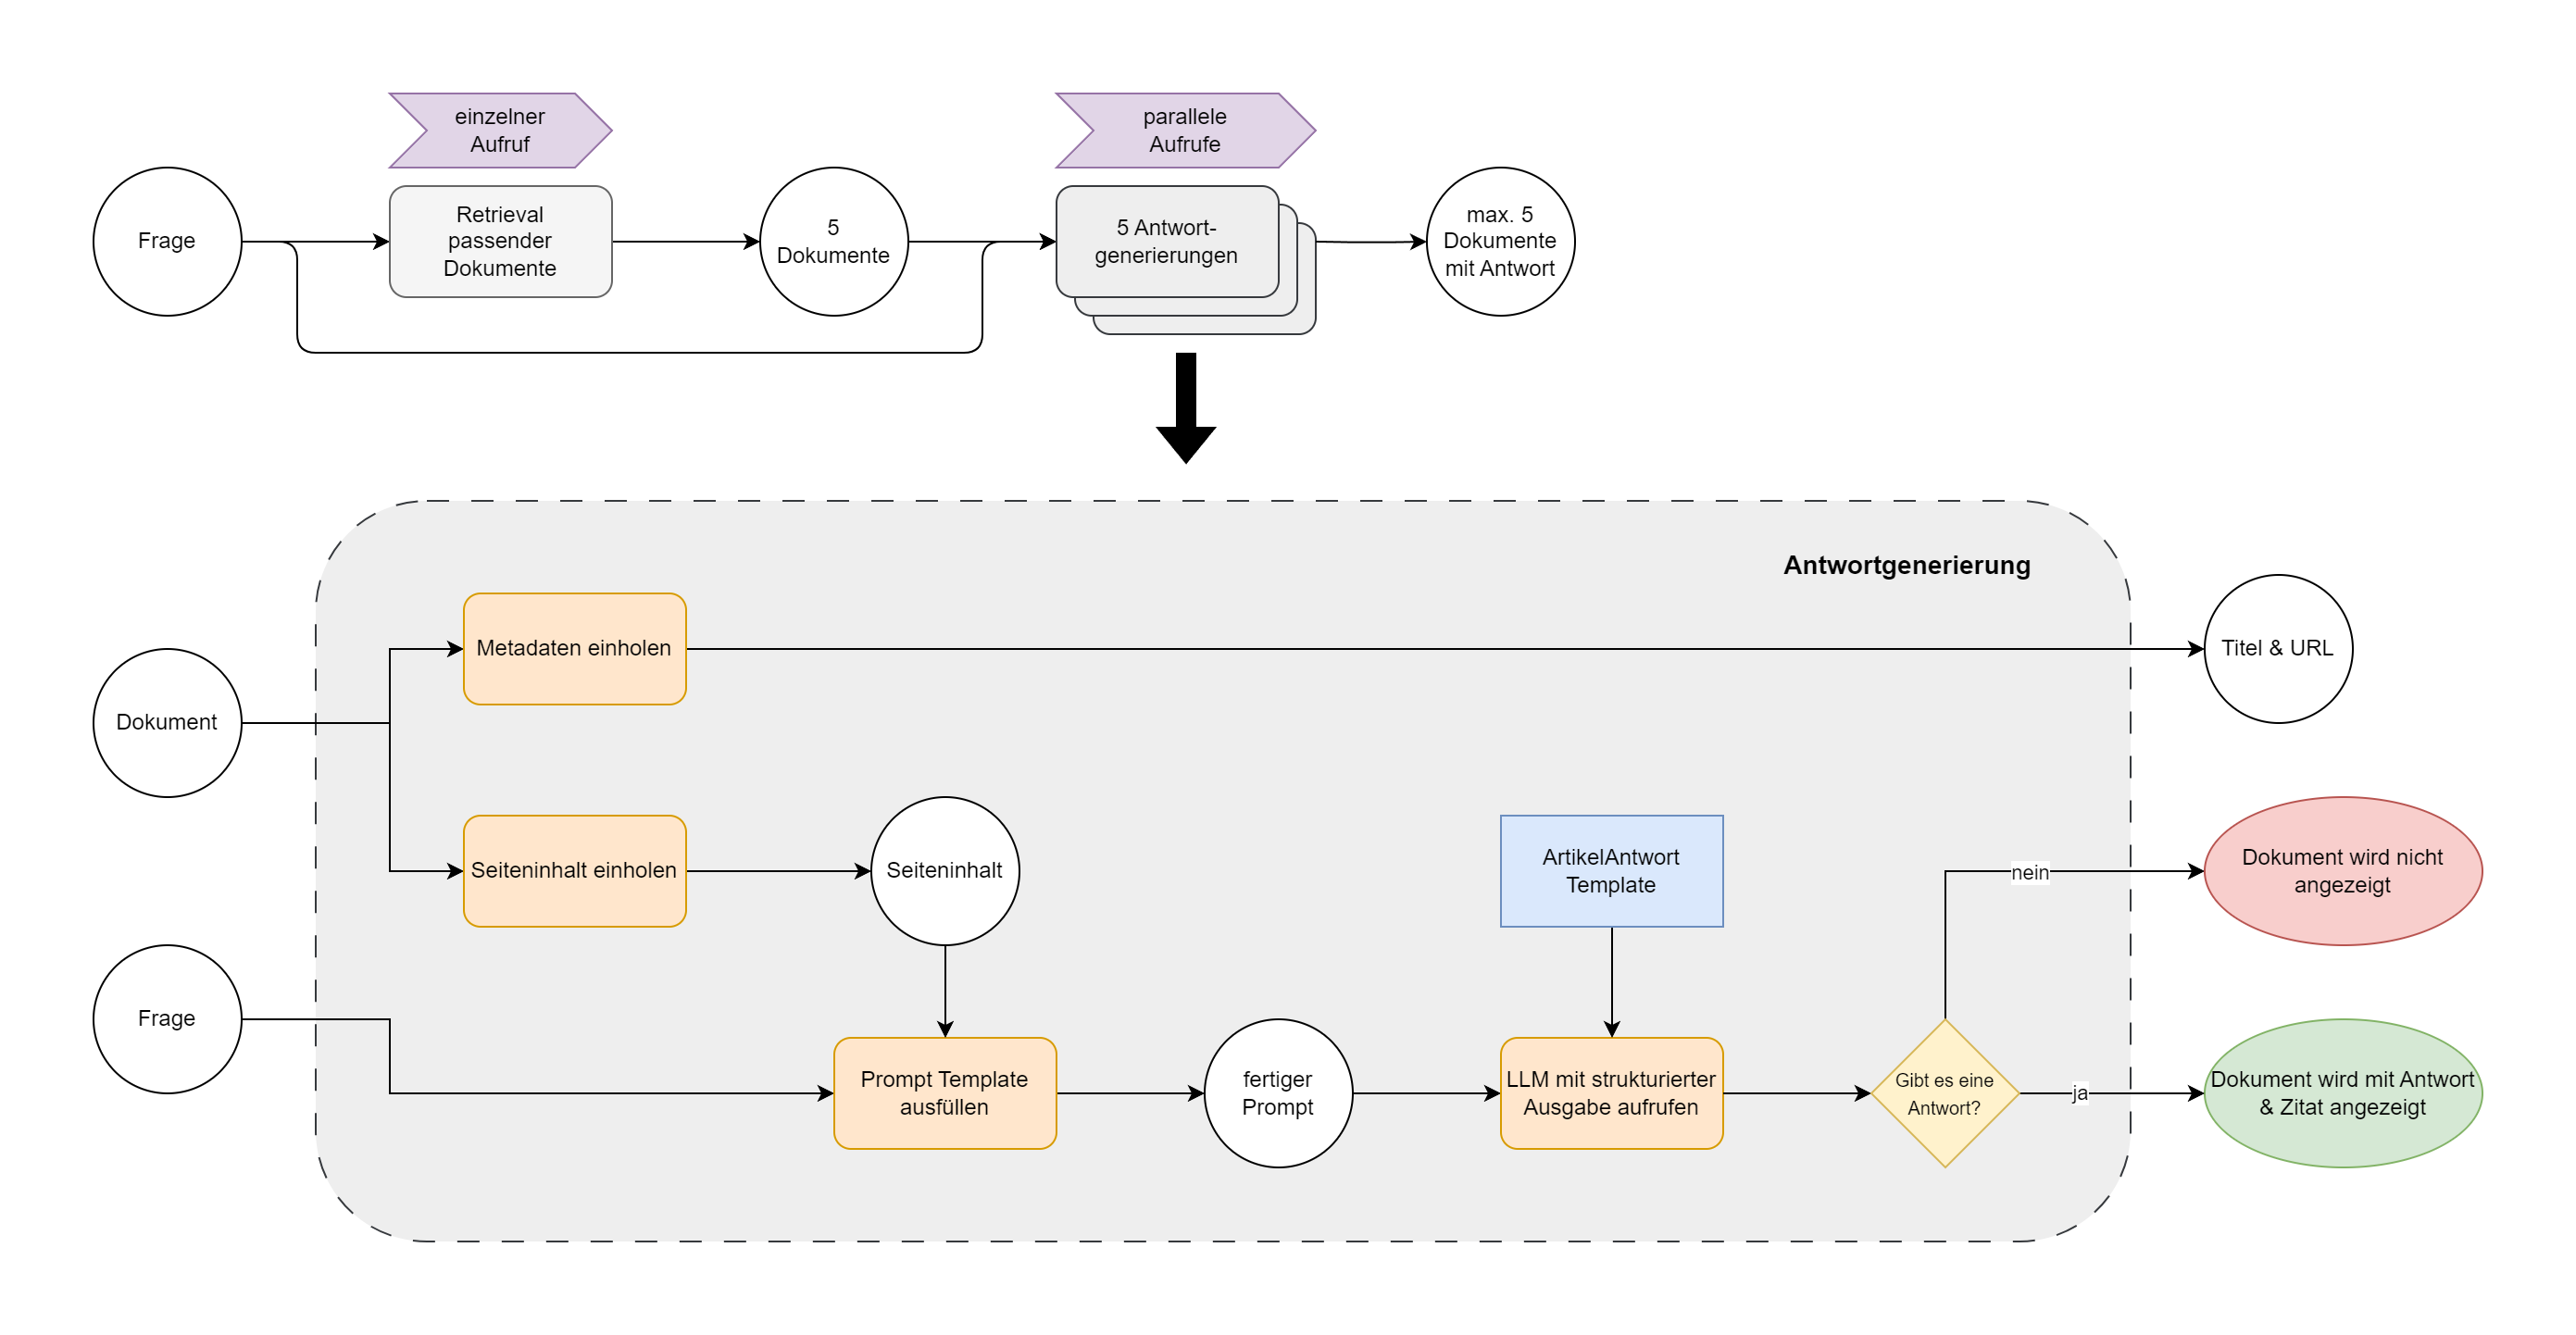 einzelner
Aufruf
parallele
Aufrufe
Frage
Retrieval
passender
Dokumente
5
Dokumente
5 Antwort-
generierungen
max. 5
Dokumente
mit Antwort
Antwortgenerierung
Metadaten einholen
Titel & URL
Dokument
Seiteninhalt einholen
Seiteninhalt
ArtikelAntwort
Template
nein
Dokument wird nicht
angezeigt
Frage
Prompt Template
ausfüllen
fertiger
Prompt
LLM mit strukturierter
Ausgabe aufrufen
Gibt es eine
Antwort?
ja
Dokument wird mit Antwort
& Zitat angezeigt